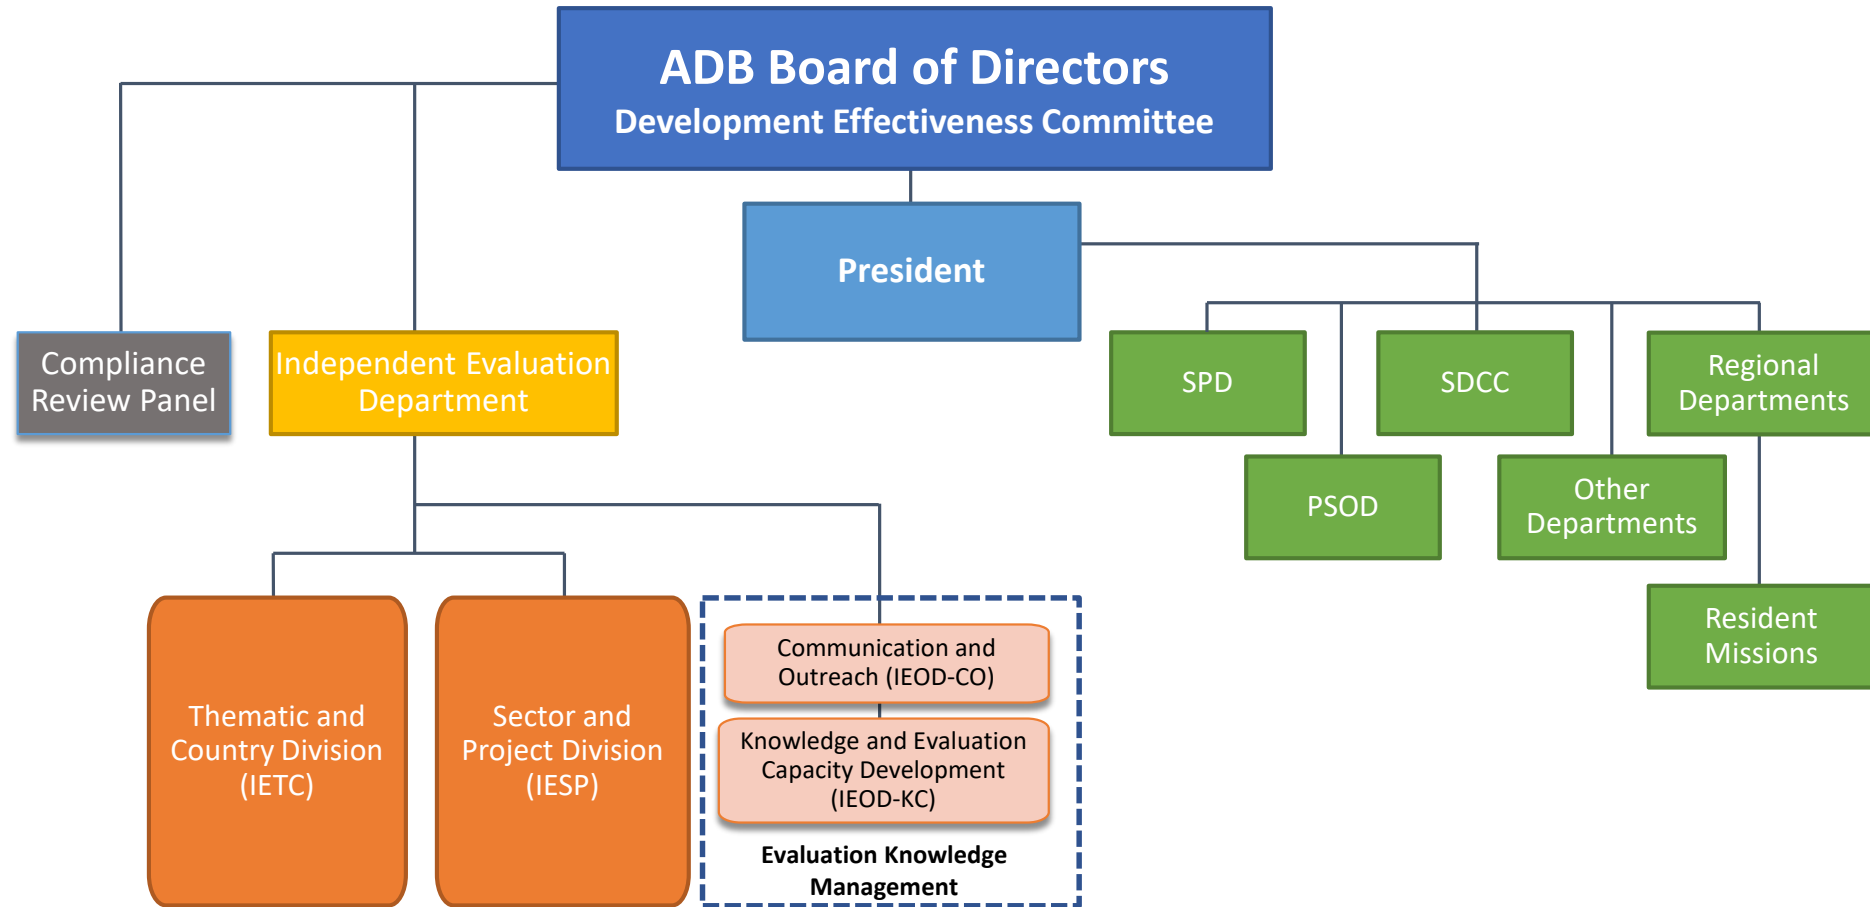 ADB Board of Directors
Development Effectiveness Committee
President
Compliance
Review Panel
Independent Evaluation
Department
SPD
SDCC
Regional
Departments
PSOD
Other
Departments
Resident
Missions
Thematic and
Country Division
(IETC)
Sector and
Project Division
(IESP)
Communication and
Outreach (IEOD-CO)
Knowledge and Evaluation
Capacity Development
(IEOD-KC)
Evaluation Knowledge
Management